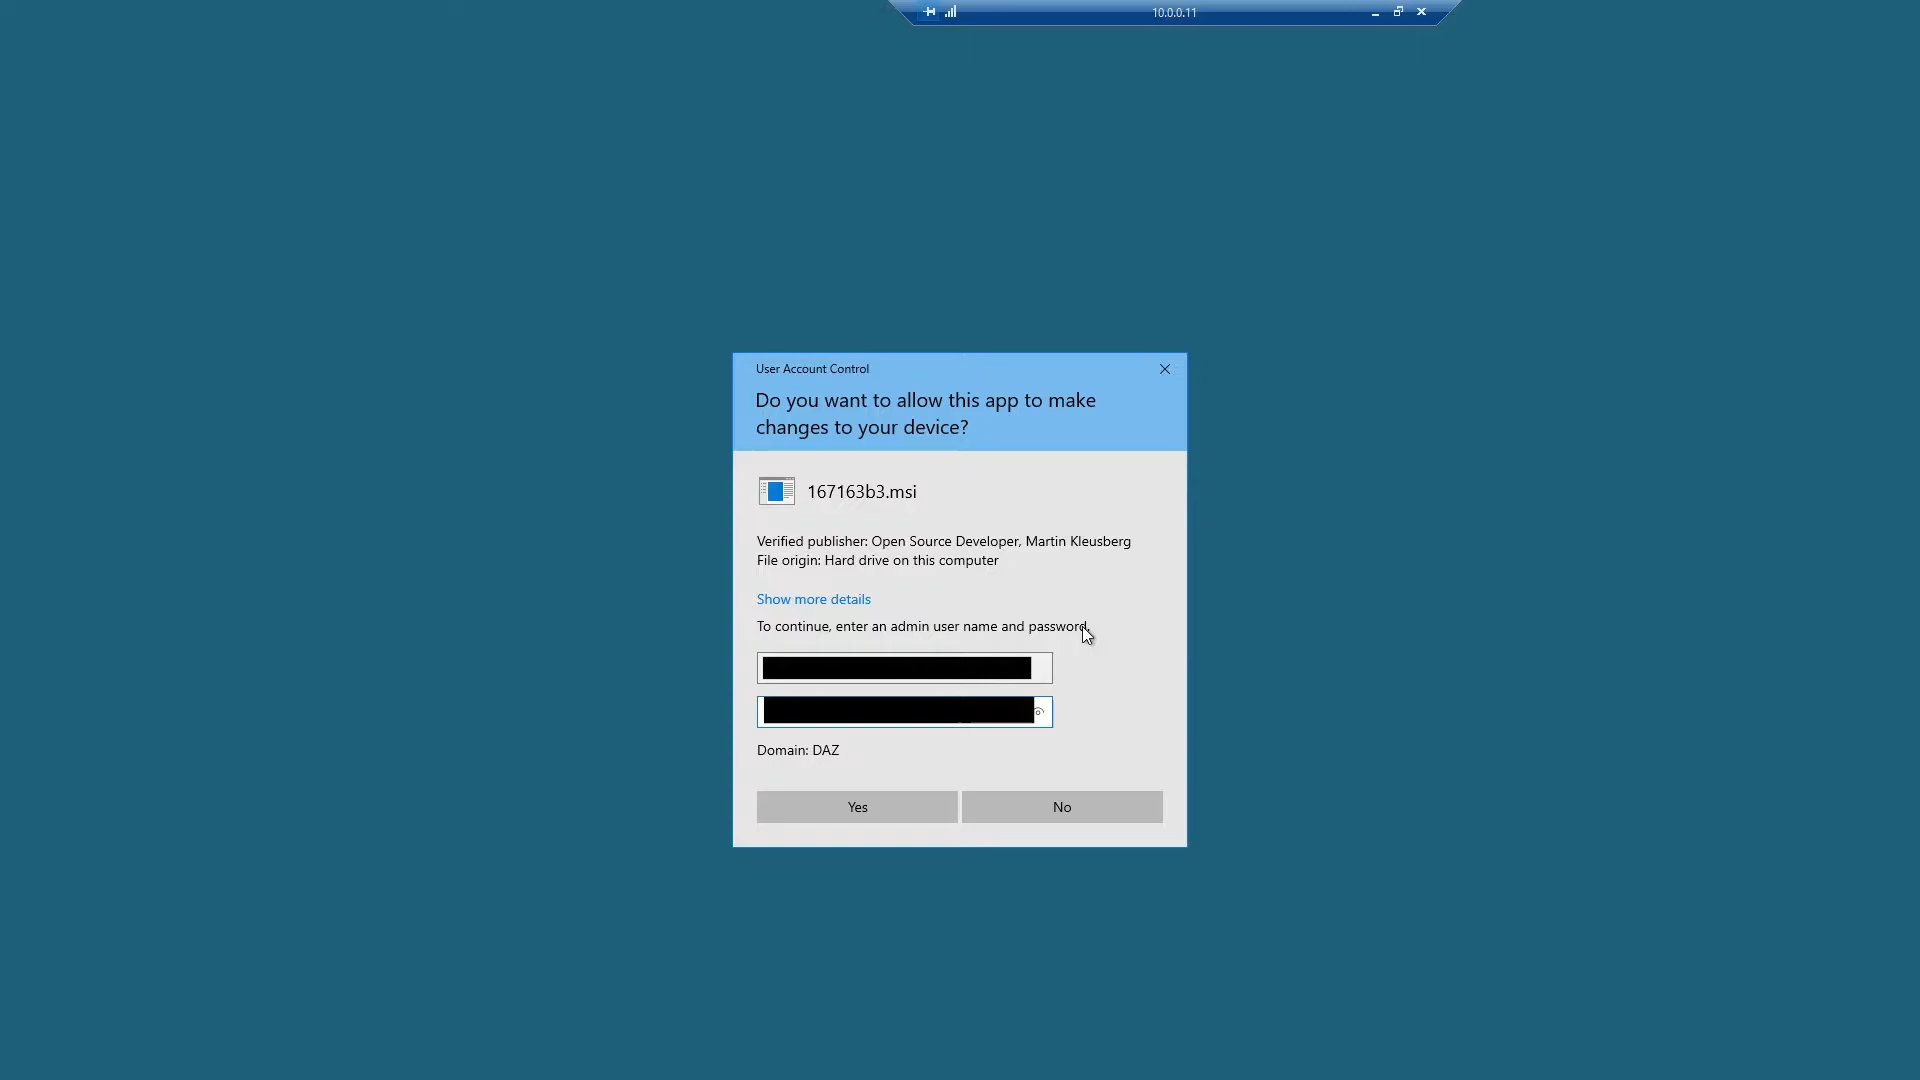 10.0.0.11
User Account Control
Do you want to allow this app to make
changes to your device?
167163b3.msi
Verified publisher: Open Source Developer, Martin Kleusberg
File origin: Hard drive on this computer
Show more details
To continue, enter an admin user name and password.
Domain: DAZ
Yes
No